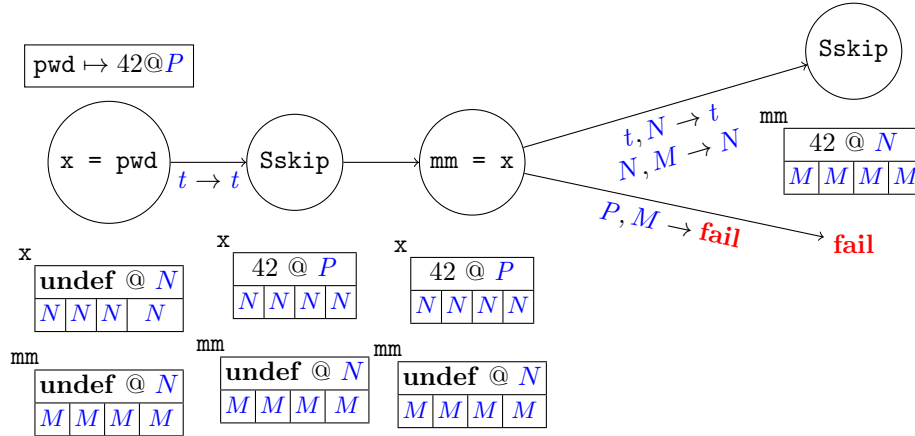 pwd ↦ 42@P
x = pwd
t → t
Sskip
mm = x
t, N → t
N, M → N
P, M → fail
Sskip
mm
42 @ N
M M M M
fail
x
undef @ N
N N N N
x
42 @ P
N N N N
x
42 @ P
N N N N
mm
undef @ N
M M M M
mm
undef @ N
M M M M
mm
undef @ N
M M M M